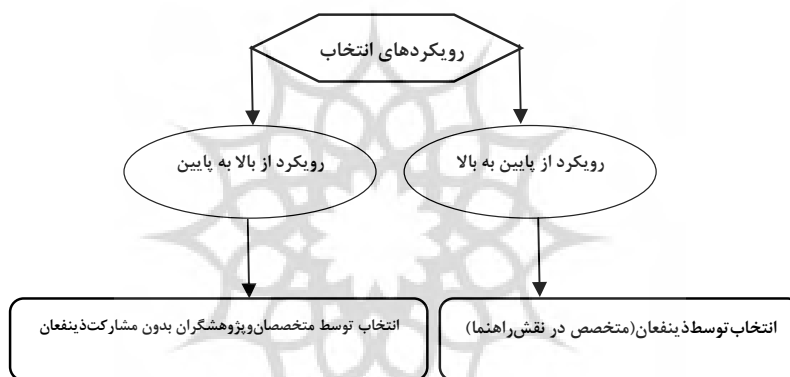 رویکردهای انتخاب
رویکرد از پایین به بالا
رویکرد از بالا به پایین
انتخاب توسط ذینفعان(متخصص در نقش راهنما)
انتخاب توسط متخصصان وپژوهشگران بدون مشارکت ذینفعان